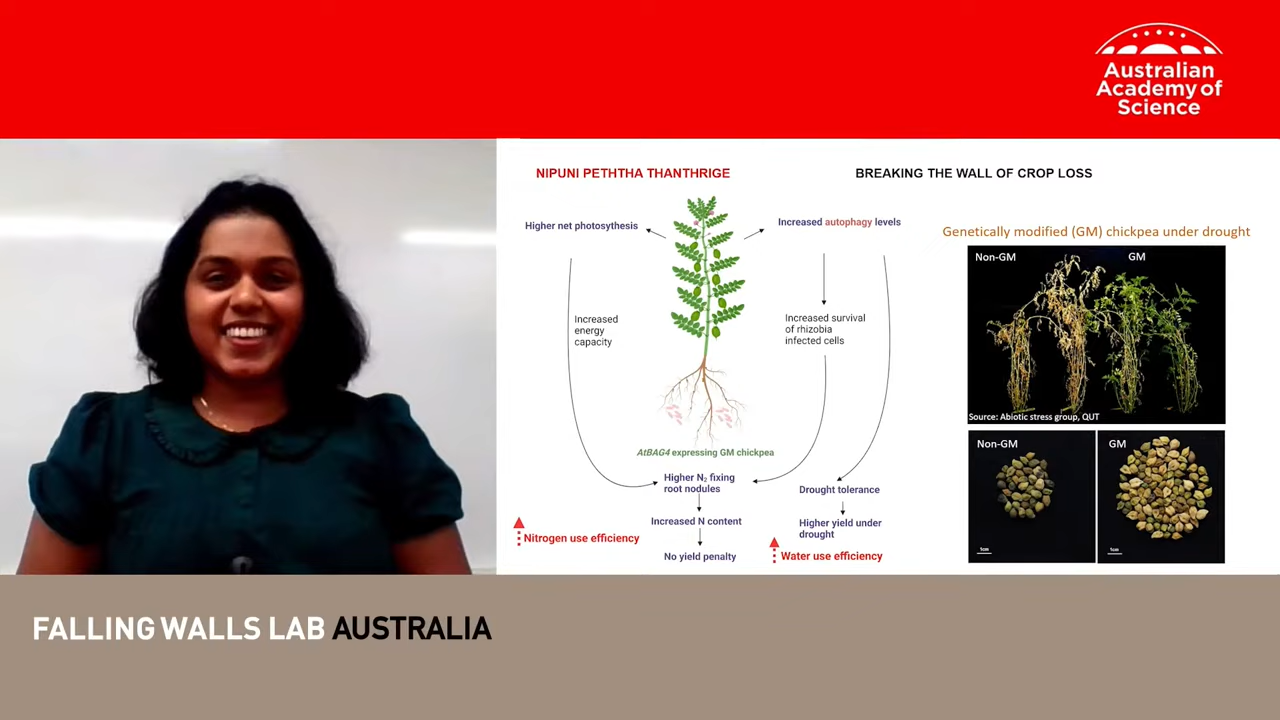 Australian
Academy of
Science
NIPUNI PETHTHA THANTHRIGE
BREAKING THE WALL OF CROP LOSS
Higher net photosythesis
Increased autophagy levels
Genetically modified (GM) chickpea under drought
Non-GM
GM
Increased
energy
capacity
Increased survival
of rhizobia
infected cells
Source: Abiotic stress group, QUT
AtBAG4 expressing GM chickpea
Non-GM
GM
Higher N₂ fixing
root nodules
Drought tolerance
Increased N content
Higher yield under
drought
Nitrogen use efficiency
No yield penalty
Water use efficiency
1cm
1cm
FALLING WALLS LAB AUSTRALIA